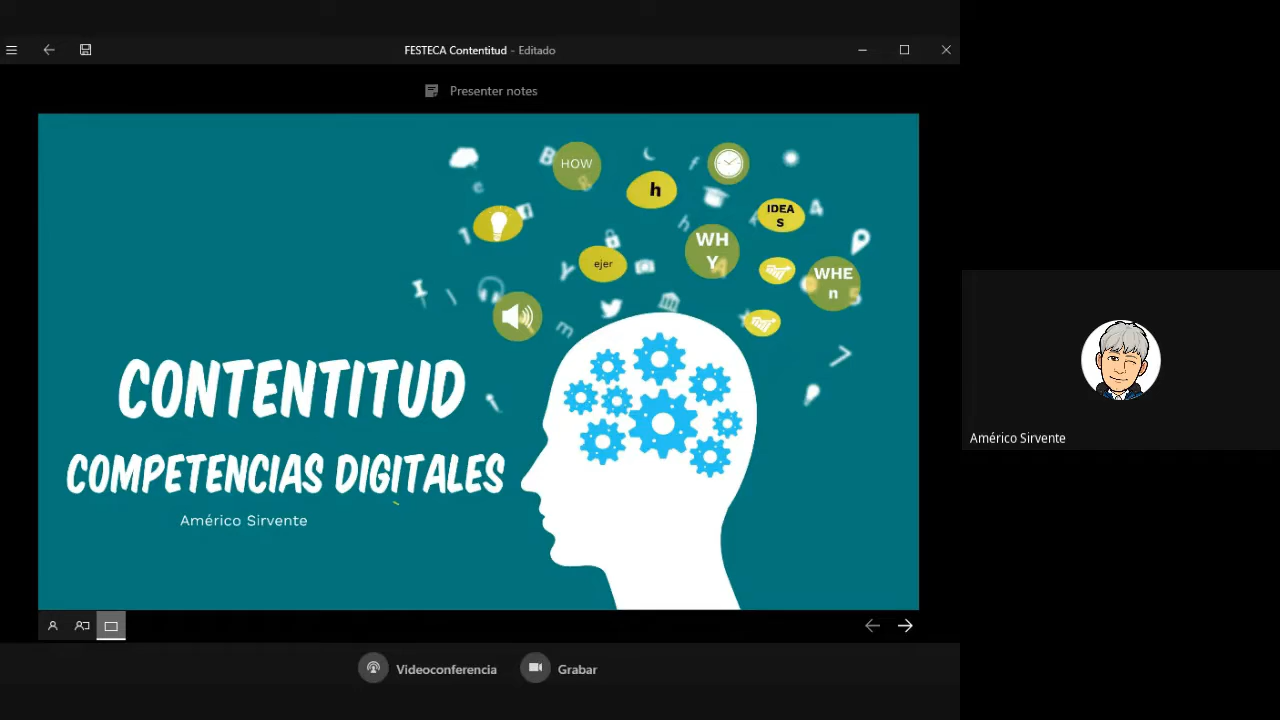 FESTECA Contentitud - Editado
Presenter notes
HOW
h
IDEA
S
WH
Y
ejer
WHE
n
CONTENTITUD
COMPETENCIAS DIGITALES
Américo Sirvente
Américo Sirvente
Videoconferencia
Grabar